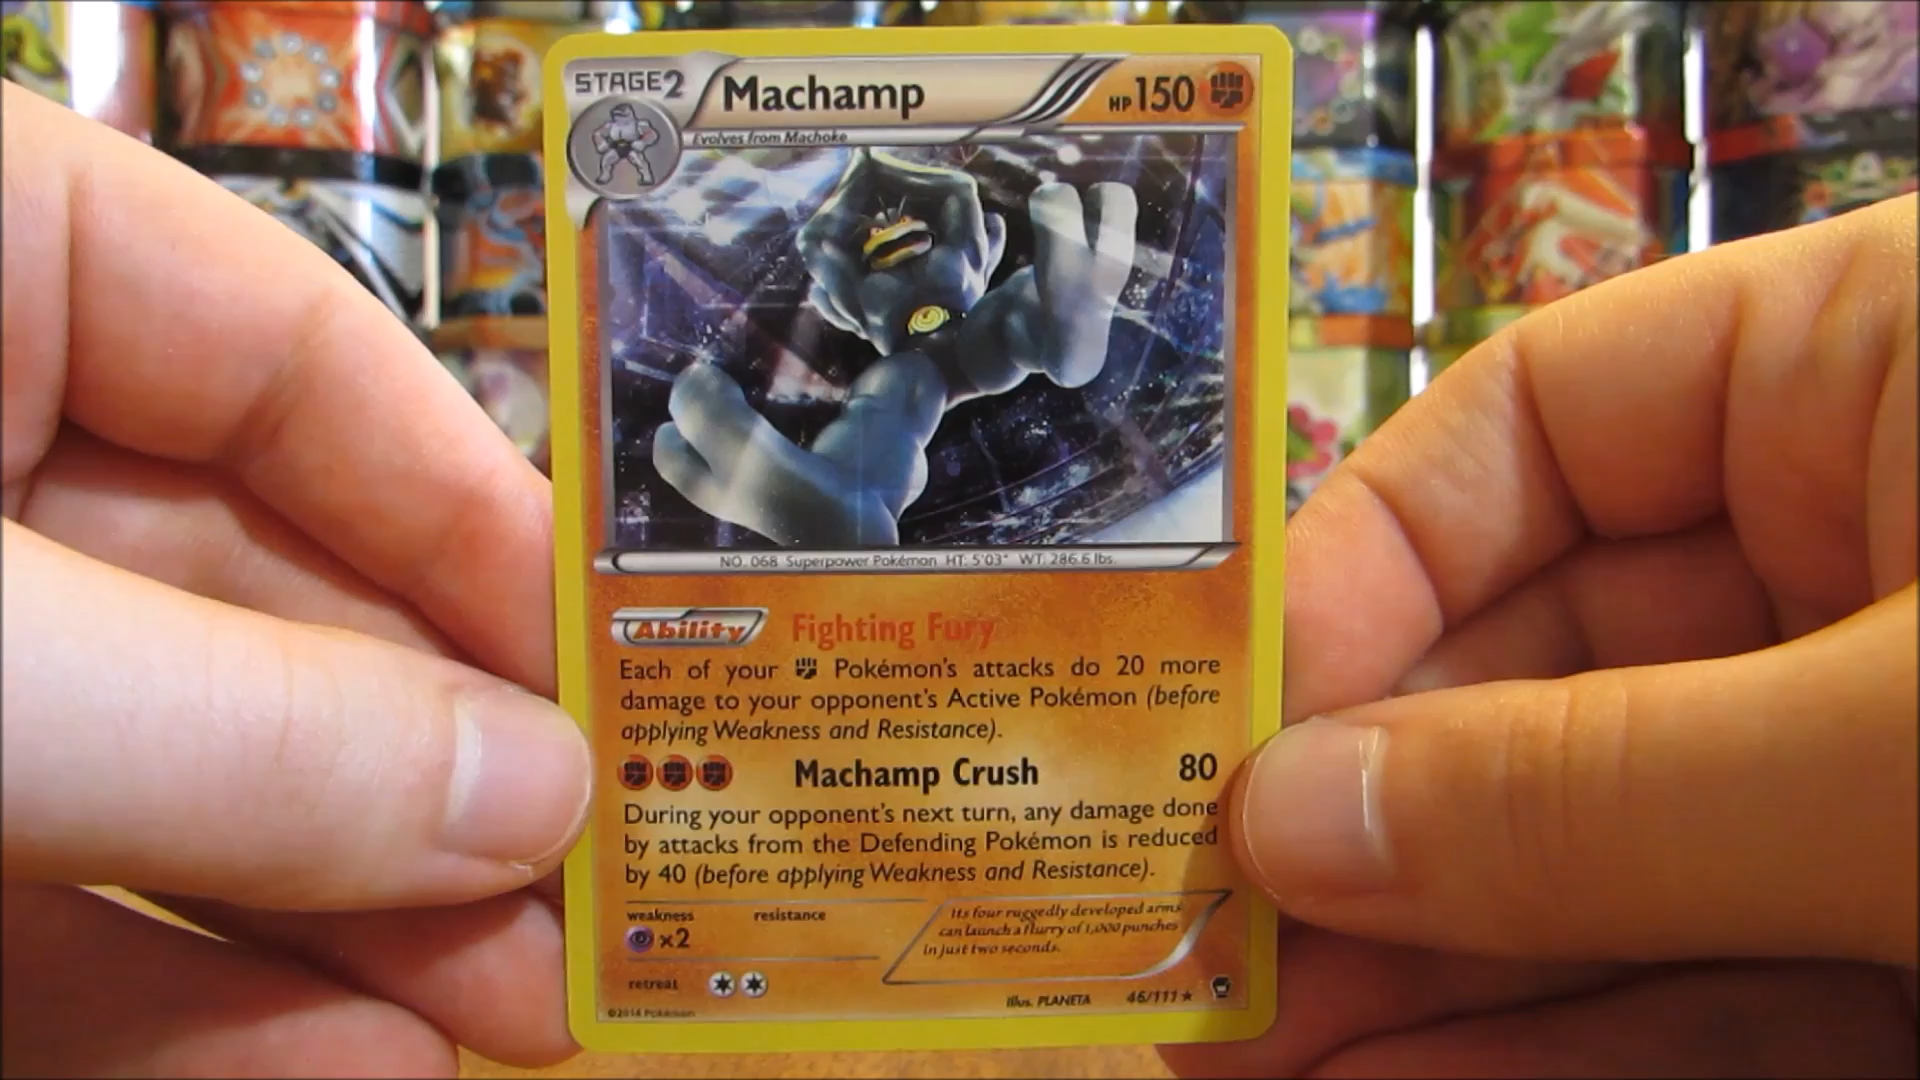 STAGE2
Machamp
HP150
Evolves from Machoke
NO. 068 Superpower Pokémon HT: 5'03" WT: 286.6 lbs.
Ability Fighting Fury
Each of your Pokémon's attacks do 20 more
damage to your opponent's Active Pokémon (before
applying Weakness and Resistance).
Machamp Crush 80
During your opponent's next turn, any damage done
by attacks from the Defending Pokémon is reduced
by 40 (before applying Weakness and Resistance).
weakness resistance
x2
Its four ruggedly developed arms
can launch a flurry of 1,000 punches
in just two seconds.
retreat
Illus. PLANETA 46/111
©2014 Pokémon